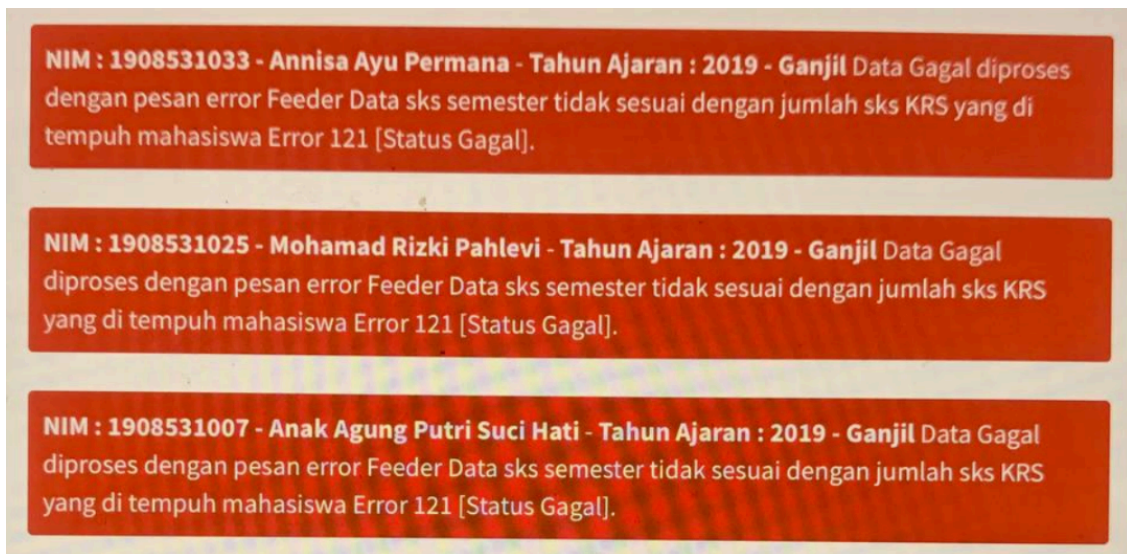 NIM : 1908531033 - Annisa Ayu Permana - Tahun Ajaran : 2019 - Ganjil Data Gagal diproses
dengan pesan error Feeder Data sks semester tidak sesuai dengan jumlah sks KRS yang di
tempuh mahasiswa Error 121 [Status Gagal].
NIM : 1908531025 - Mohamad Rizki Pahlevi - Tahun Ajaran : 2019 - Ganjil Data Gagal
diproses dengan pesan error Feeder Data sks semester tidak sesuai dengan jumlah sks KRS
yang di tempuh mahasiswa Error 121 [Status Gagal].
NIM : 1908531007 - Anak Agung Putri Suci Hati - Tahun Ajaran : 2019 - Ganjil Data Gagal
diproses dengan pesan error Feeder Data sks semester tidak sesuai dengan jumlah sks KRS
yang di tempuh mahasiswa Error 121 [Status Gagal].